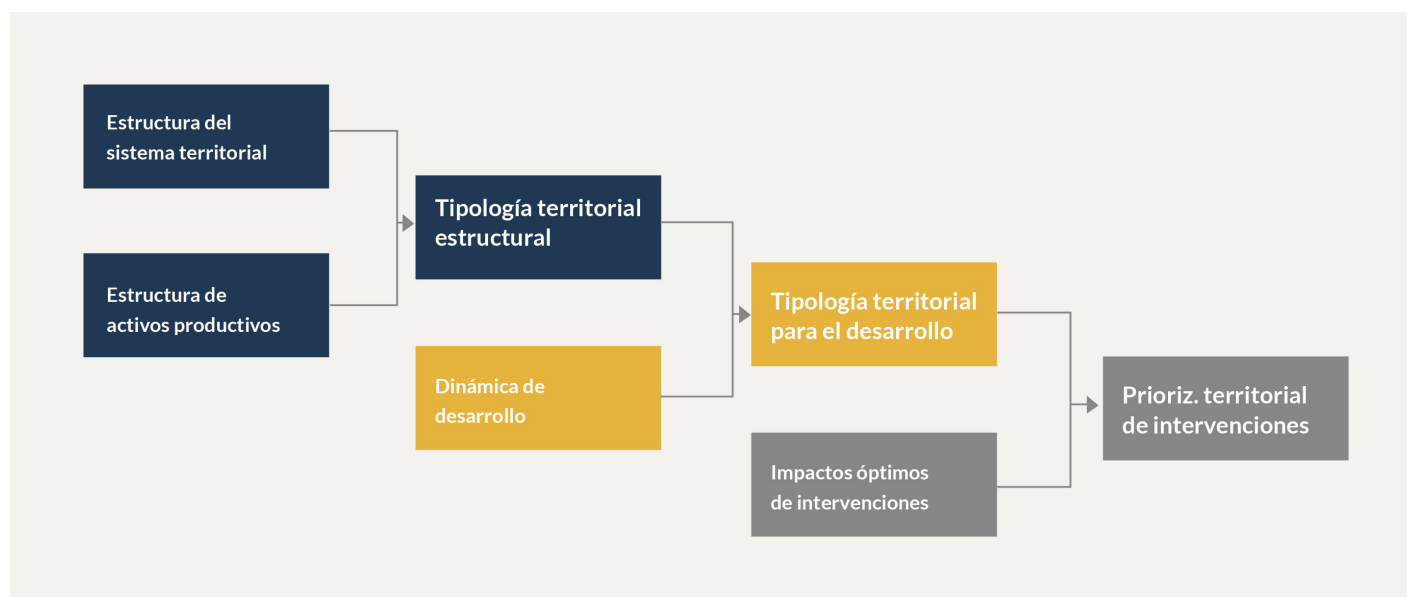 Estructura del
sistema territorial
Estructura de
activos productivos
Tipología territorial
estructural
Dinámica de
desarrollo
Tipología territorial
para el desarrollo
Impactos óptimos
de intervenciones
Prioriz. territorial
de intervenciones